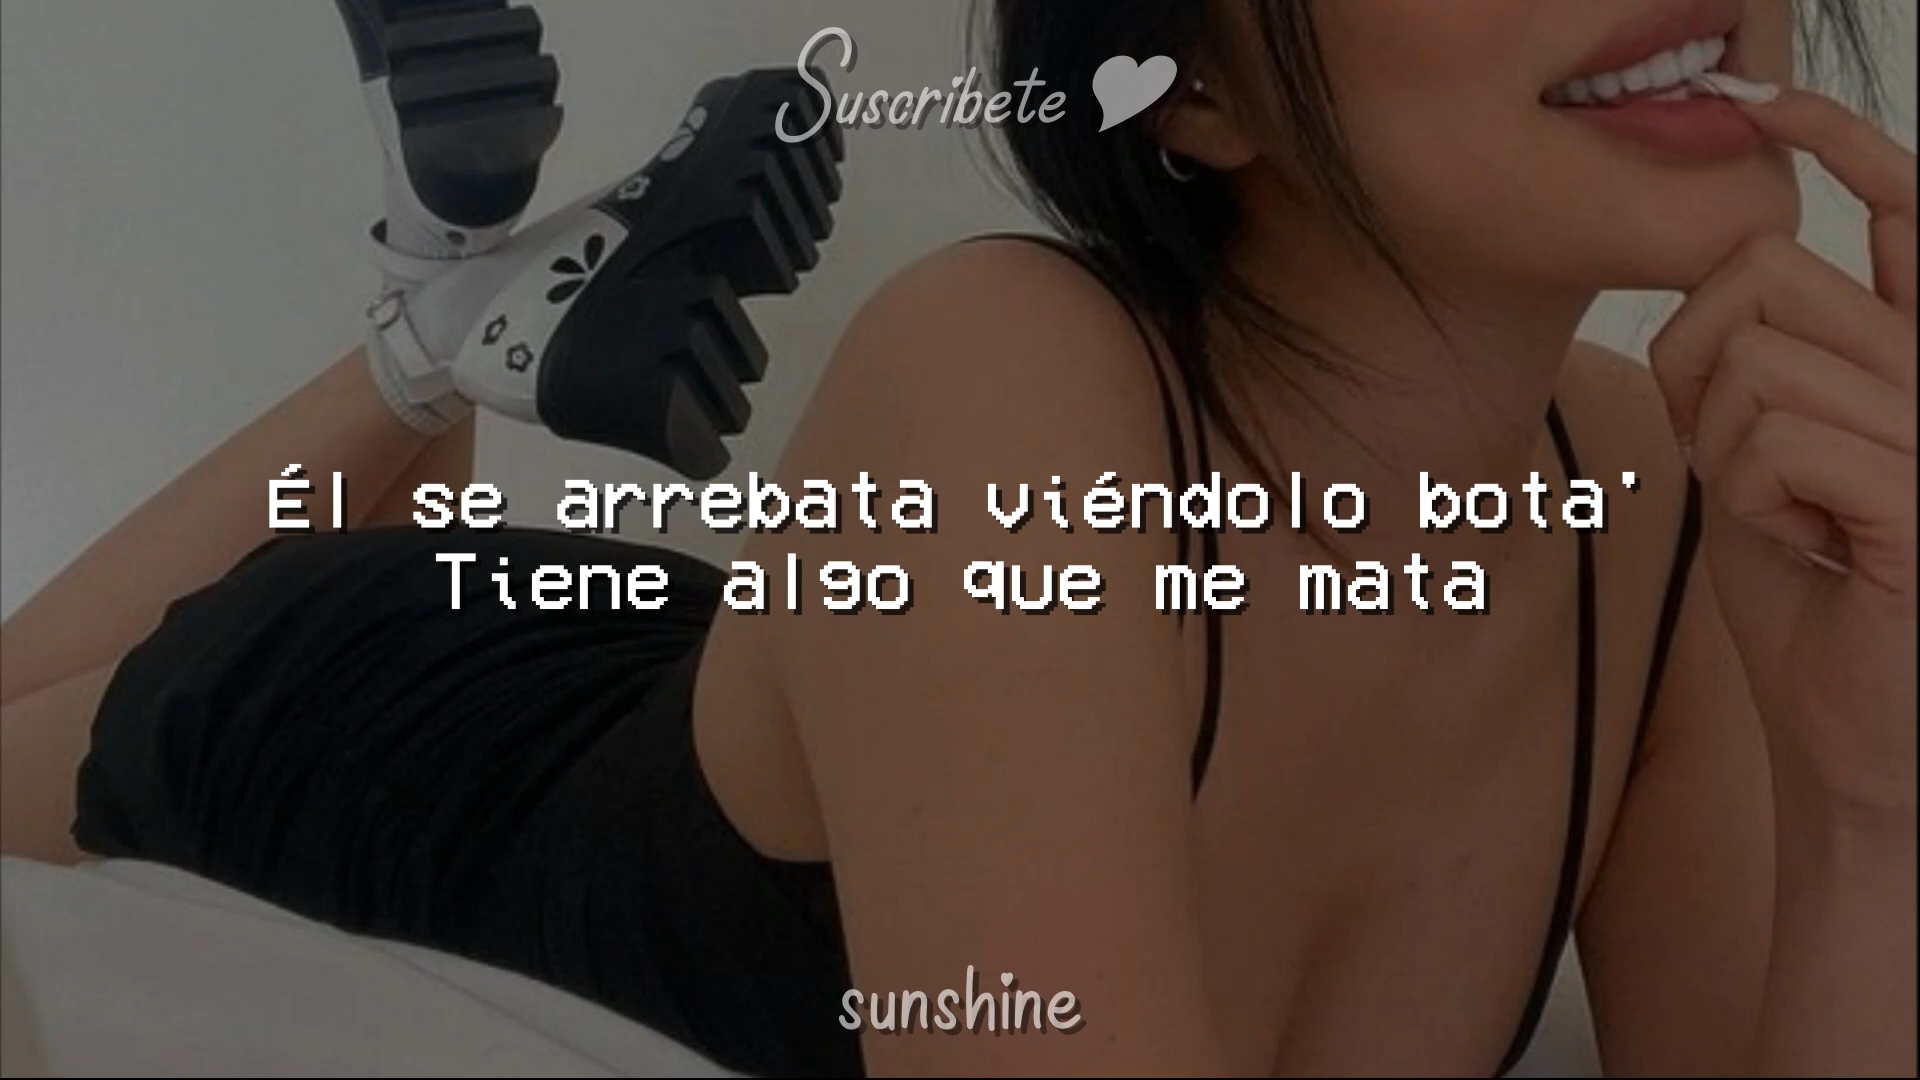 Suscribete
Él se arrebata viéndolo bota'
Tiene algo que me mata
sunshine